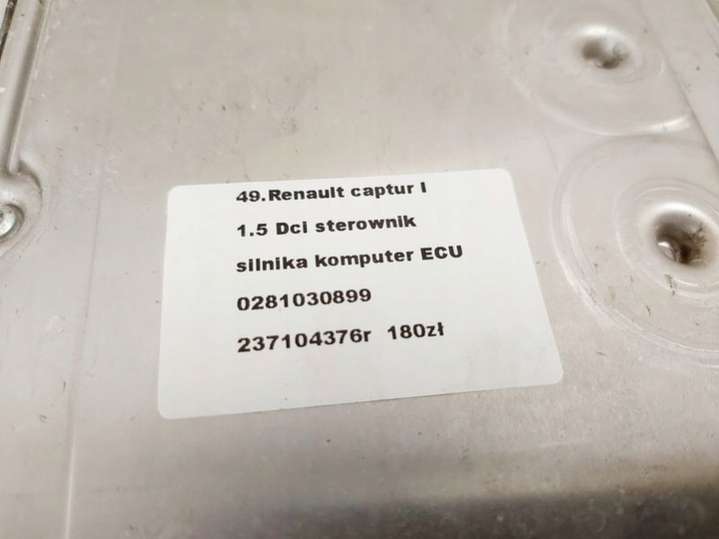 49.Renault captur I
1.5 Dci sterownik
silnika komputer ECU
0281030899
237104376r 180zł